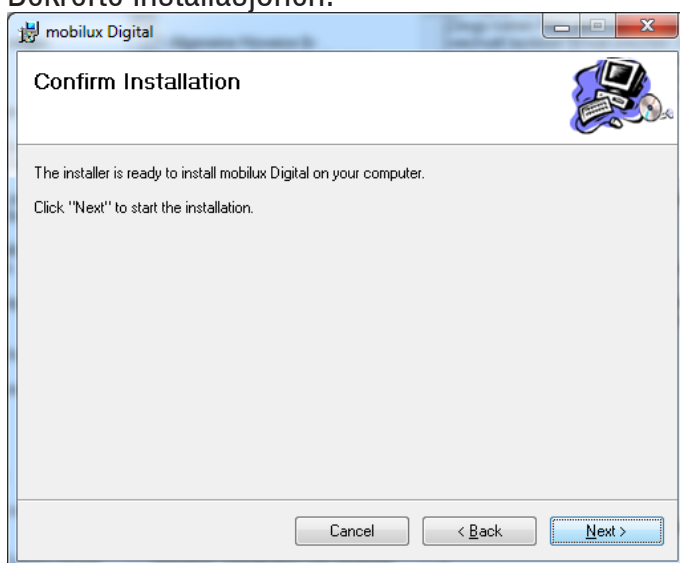 Bekrefte installasjonen:
mobilux Digital
Confirm Installation
The installer is ready to install mobilux Digital on your computer.
Click "Next" to start the installation.
Cancel
< Back
Next >